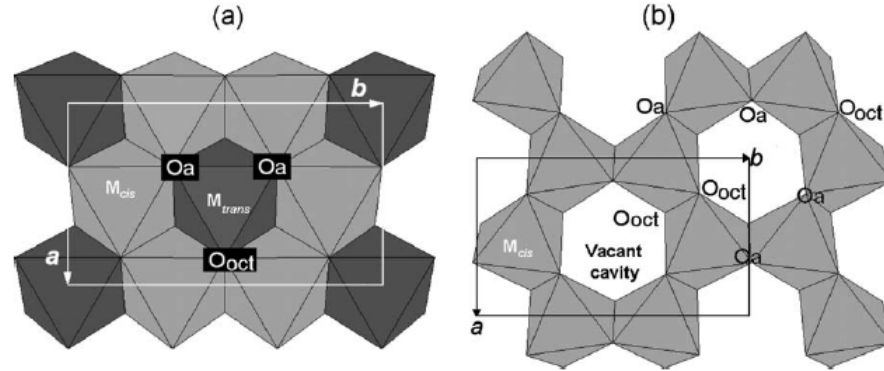 (a)
b
Oa Oa
Mcis
Mtrans
Ooct
a
(b)
Oa
Oa
Ooct
b
Ooct
Oa
Ooct
Mcis
Vacant
cavity
Oa
a